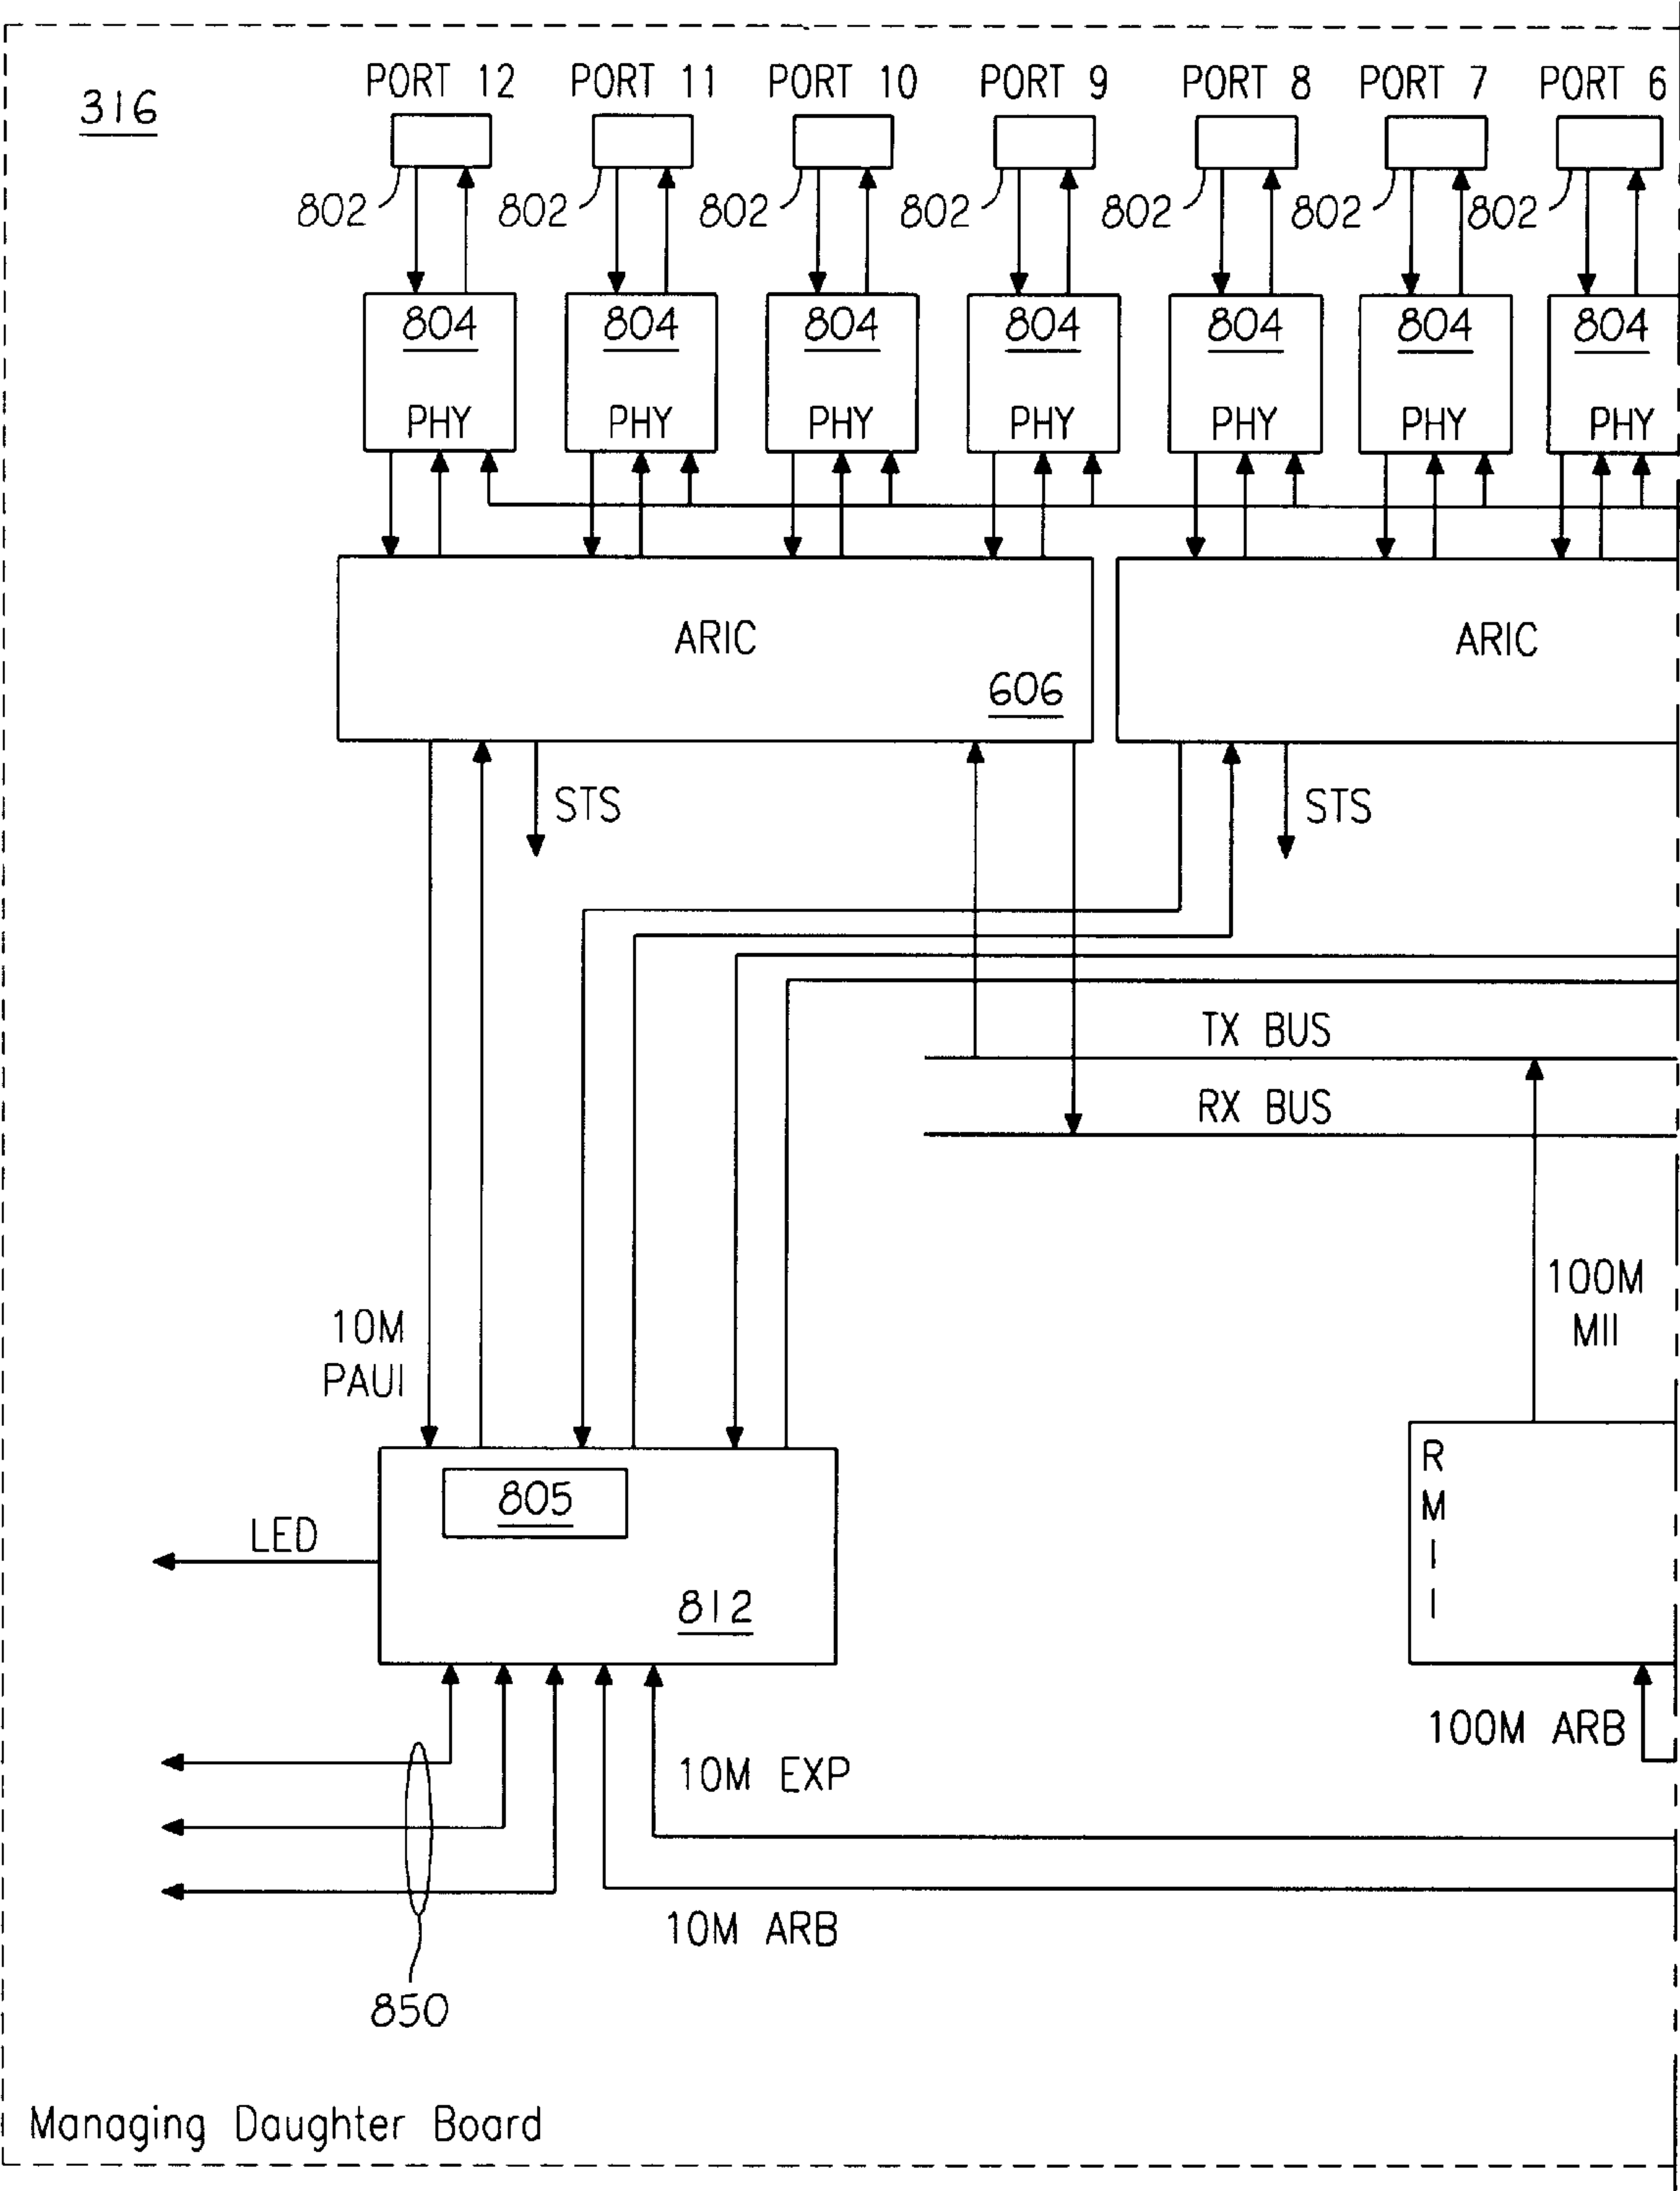 316
PORT 12 PORT 11 PORT 10 PORT 9 PORT 8 PORT 7 PORT 6
802 802 802 802 802 802 802
804 804 804 804 804 804 804
PHY PHY PHY PHY PHY PHY PHY
ARIC ARIC
606
STS STS
TX BUS
RX BUS
100M
MII
10M
PAUI
805
LED
812
R
M
I
I
100M ARB
10M EXP
10M ARB
850
Managing Daughter Board